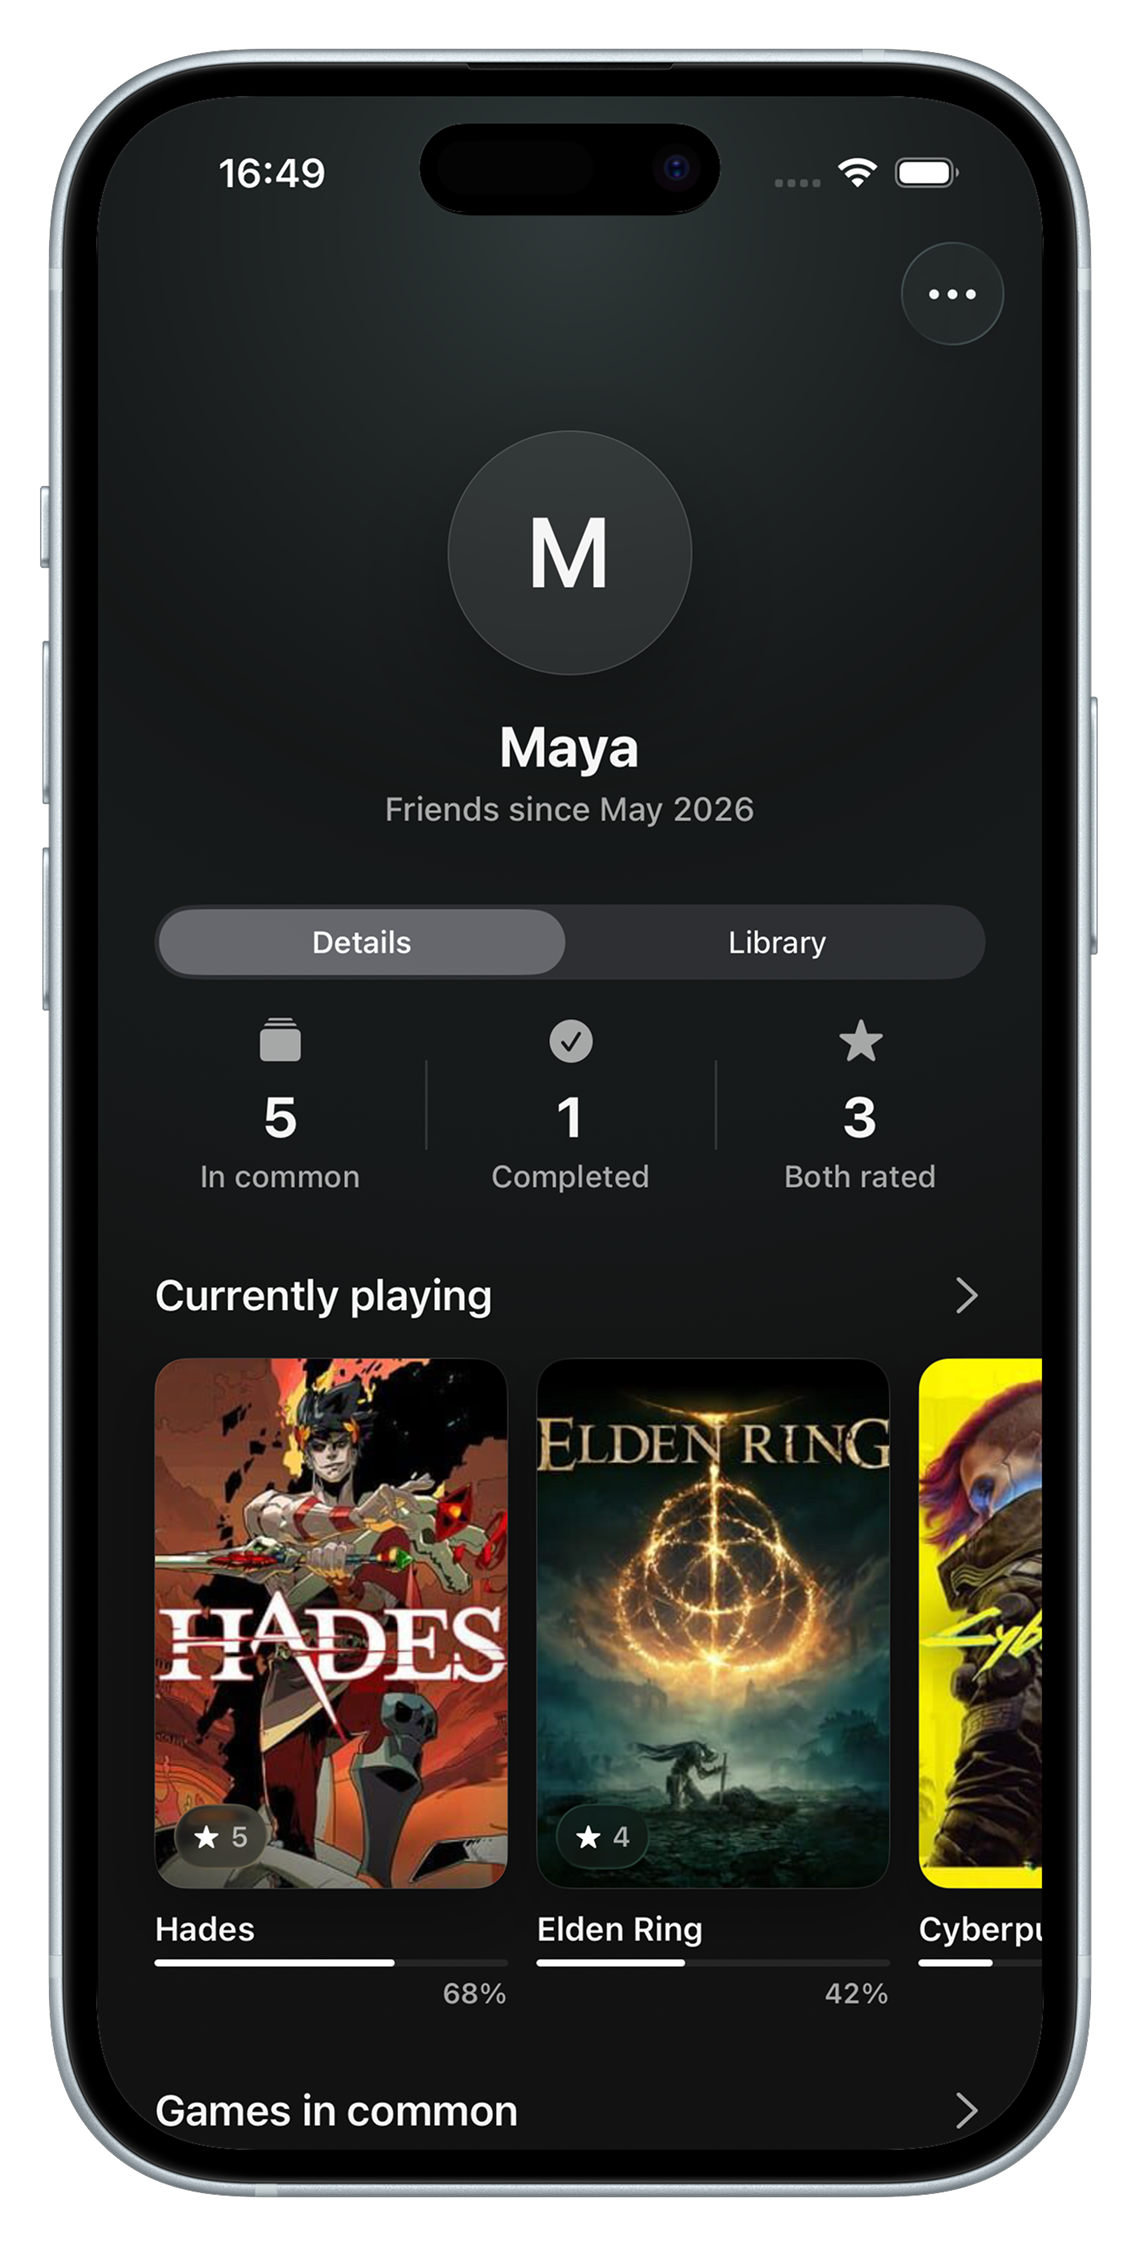 16:49
M
Maya
Friends since May 2026
Details Library
5 1 3
In common Completed Both rated
Currently playing
HADES
ELDEN RING
Cyb
5
4
Hades Elden Ring Cyberpu
68% 42%
Games in common